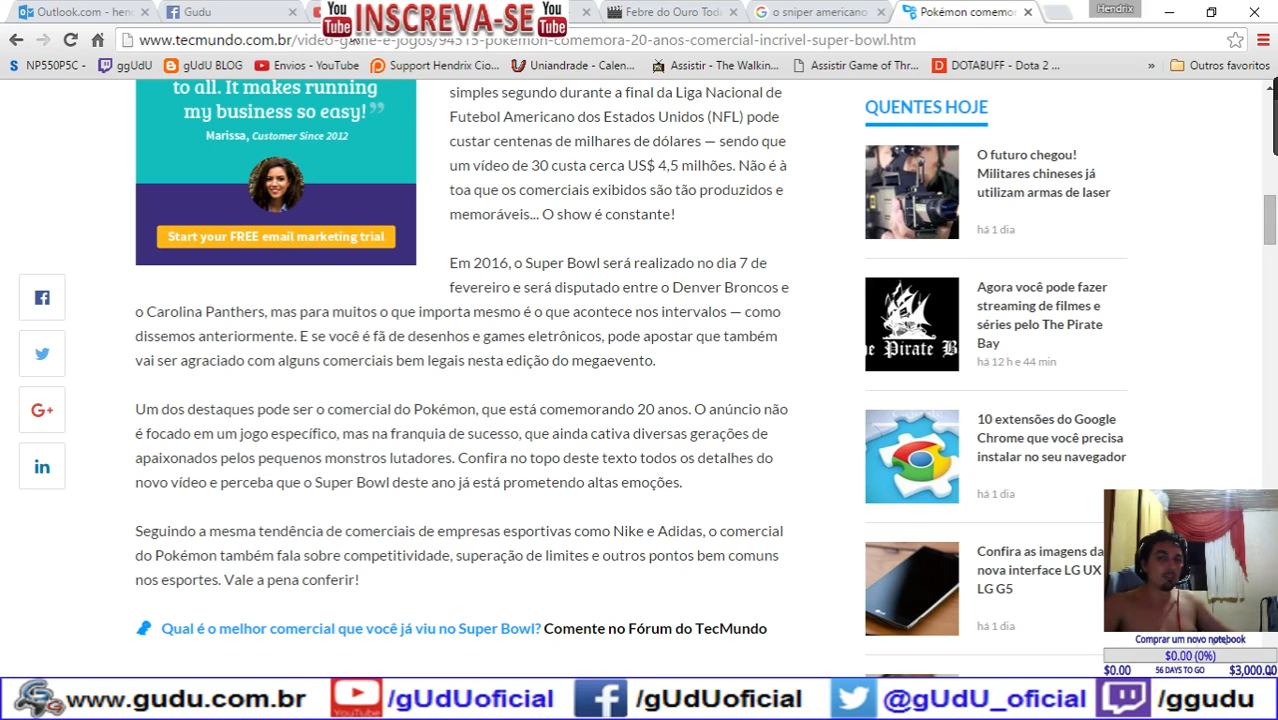 Outlook.com - hen
Gudu
You Tube INSCREVA-SE You Tube
Febre do Ouro Tod
o sniper americano
Pokémon comemor
Hendrix
www.tecmundo.com.br/video-game-e-jogos/94515-pokemon-comemora-20-anos-comercial-incrivel-super-bowl.htm
NP550P5C -
ggUdU
gUdU BLOG
Envios - YouTube
Support Hendrix Cio...
Uniandrade - Calen...
Assistir - The Walkin...
Assistir Game of Thr...
DOTABUFF - Dota 2 ...
»
Outros favoritos
to all. It makes running
my business so easy!”
Marissa, Customer Since 2012
Start your FREE email marketing trial
simples segundo durante a final da Liga Nacional de
Futebol Americano dos Estados Unidos (NFL) pode
custar centenas de milhares de dólares — sendo que
um vídeo de 30 custa cerca US$ 4,5 milhões. Não é à
toa que os comerciais exibidos são tão produzidos e
memoráveis... O show é constante!
Em 2016, o Super Bowl será realizado no dia 7 de
fevereiro e será disputado entre o Denver Broncos e
o Carolina Panthers, mas para muitos o que importa mesmo é o que acontece nos intervalos — como
dissemos anteriormente. E se você é fã de desenhos e games eletrônicos, pode apostar que também
vai ser agraciado com alguns comerciais bem legais nesta edição do megaevento.
Um dos destaques pode ser o comercial do Pokémon, que está comemorando 20 anos. O anúncio não
é focado em um jogo específico, mas na franquia de sucesso, que ainda cativa diversas gerações de
apaixonados pelos pequenos monstros lutadores. Confira no topo deste texto todos os detalhes do
novo vídeo e perceba que o Super Bowl deste ano já está prometendo altas emoções.
Seguindo a mesma tendência de comerciais de empresas esportivas como Nike e Adidas, o comercial
do Pokémon também fala sobre competitividade, superação de limites e outros pontos bem comuns
nos esportes. Vale a pena conferir!
Qual é o melhor comercial que você já viu no Super Bowl? Comente no Fórum do TecMundo
G+
in
QUENTES HOJE
O futuro chegou!
Militares chineses já
utilizam armas de laser
há 1 dia
Agora você pode fazer
streaming de filmes e
séries pelo The Pirate
Bay
há 12 h e 44 min
he Pirate B
10 extensões do Google
Chrome que você precisa
instalar no seu navegador
há 1 dia
Confira as imagens da
nova interface LG UX
LG G5
há 1 dia
Comprar um novo notebook
$0.00 (0%)
$0.00 56 DAYS TO GO $3,000.00
www.gudu.com.br
YouTube /gUdUoficial
/gUdUoficial
@gUdU_oficial
/ggudu